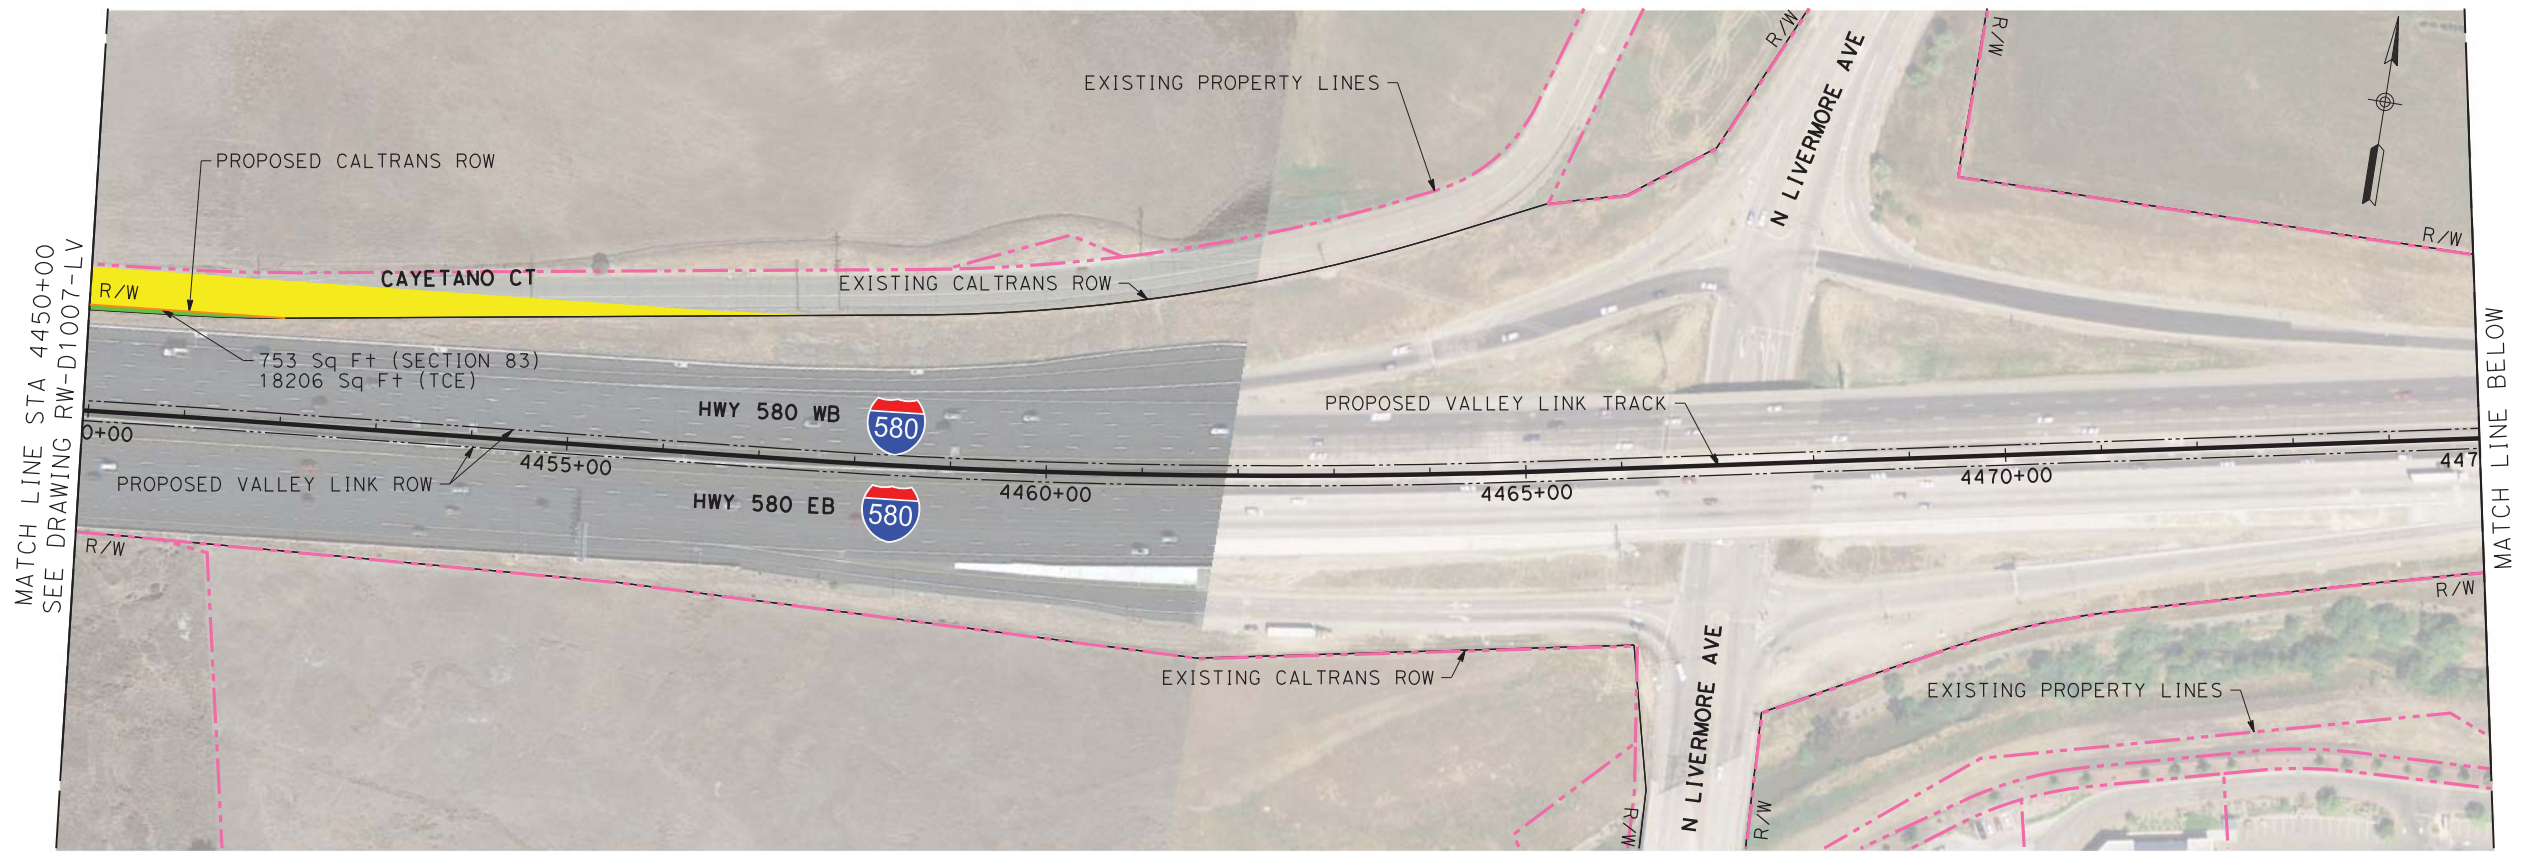 EXISTING PROPERTY LINES
R/W
N LIVERMORE AVE
R/W
R/W
PROPOSED CALTRANS ROW
CAYETANO CT
EXISTING CALTRANS ROW
R/W
753 Sq Ft (SECTION 83)
18206 Sq Ft (TCE)
MATCH LINE STA 4450+00
SEE DRAWING RW-D1007-LV
HWY 580 WB
580
PROPOSED VALLEY LINK TRACK
0+00
4455+00
4460+00
4465+00
4470+00
447
PROPOSED VALLEY LINK ROW
HWY 580 EB
580
MATCH LINE BELOW
R/W
R/W
EXISTING CALTRANS ROW
N LIVERMORE AVE
EXISTING PROPERTY LINES
R/W
R/W